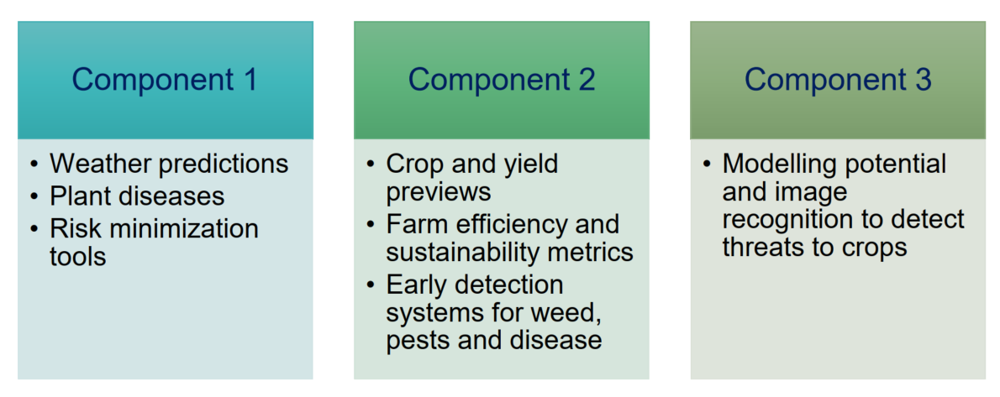 Component 1
• Weather predictions
• Plant diseases
• Risk minimization
tools
Component 2
• Crop and yield
previews
• Farm efficiency and
sustainability metrics
• Early detection
systems for weed,
pests and disease
Component 3
• Modelling potential
and image
recognition to detect
threats to crops